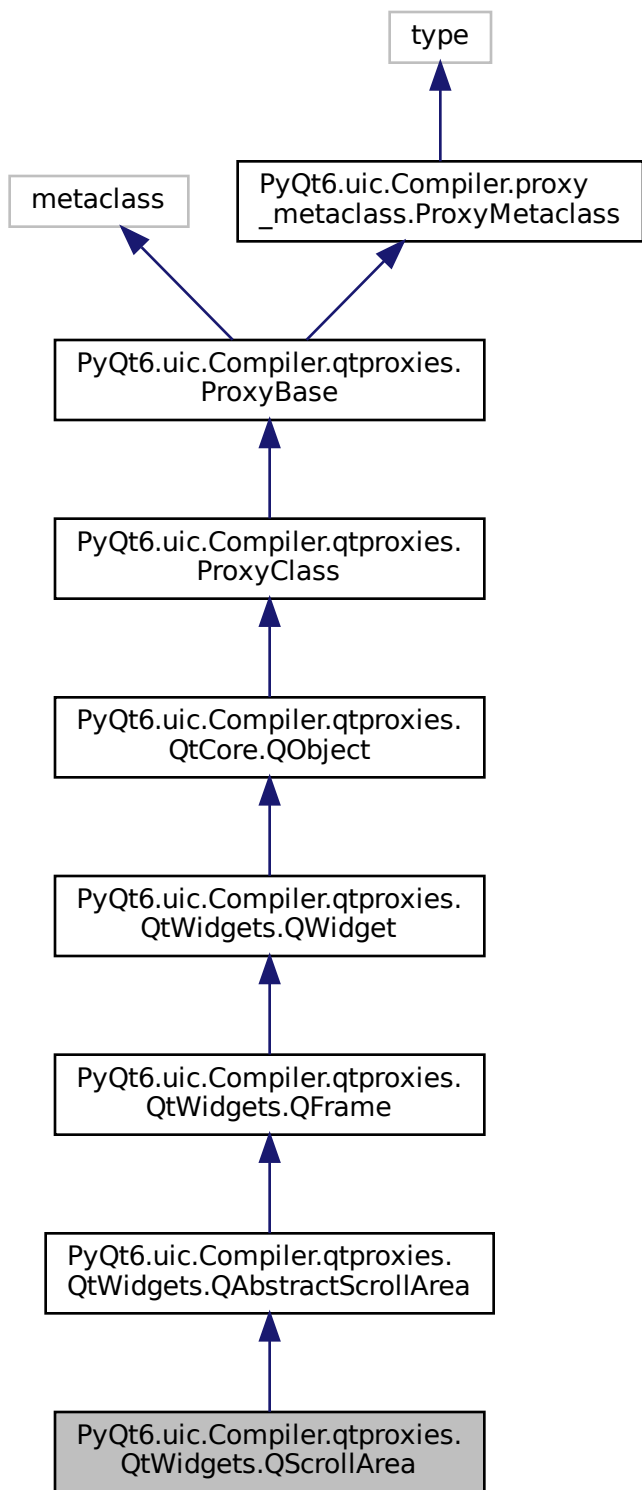 type
PyQt6.uic.Compiler.proxy
_metaclass.ProxyMetaclass
metaclass
PyQt6.uic.Compiler.qtproxies.
ProxyBase
PyQt6.uic.Compiler.qtproxies.
ProxyClass
PyQt6.uic.Compiler.qtproxies.
QtCore.QObject
PyQt6.uic.Compiler.qtproxies.
QtWidgets.QWidget
PyQt6.uic.Compiler.qtproxies.
QtWidgets.QFrame
PyQt6.uic.Compiler.qtproxies.
QtWidgets.QAbstractScrollArea
PyQt6.uic.Compiler.qtproxies.
QtWidgets.QScrollArea